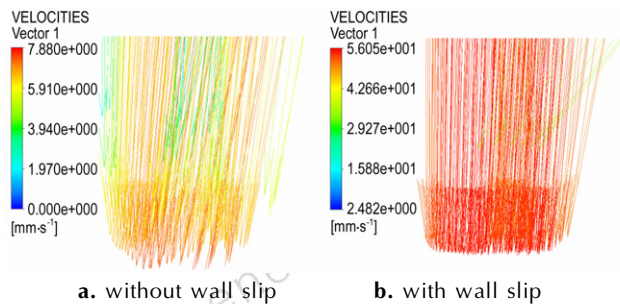 VELOCITIES
Vector 1
7.880e+000
5.910e+000
3.940e+000
1.970e+000
0.000e+000
[mm·s⁻¹]
a. without wall slip
VELOCITIES
Vector 1
5.605e+001
4.266e+001
2.927e+001
1.588e+001
2.482e+000
[mm·s⁻¹]
b. with wall slip